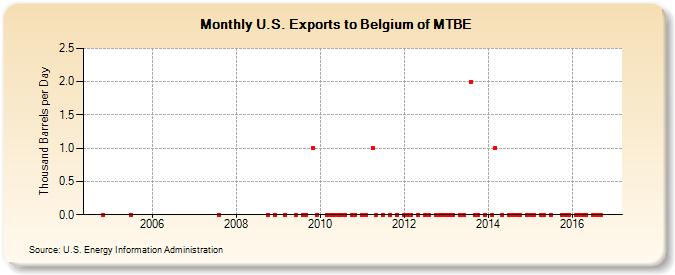 Monthly U.S. Exports to Belgium of MTBE
Thousand Barrels per Day
2.5
2.0
1.5
1.0
0.5
0.0
2006 2008 2010 2012 2014 2016
Source: U.S. Energy Information Administration